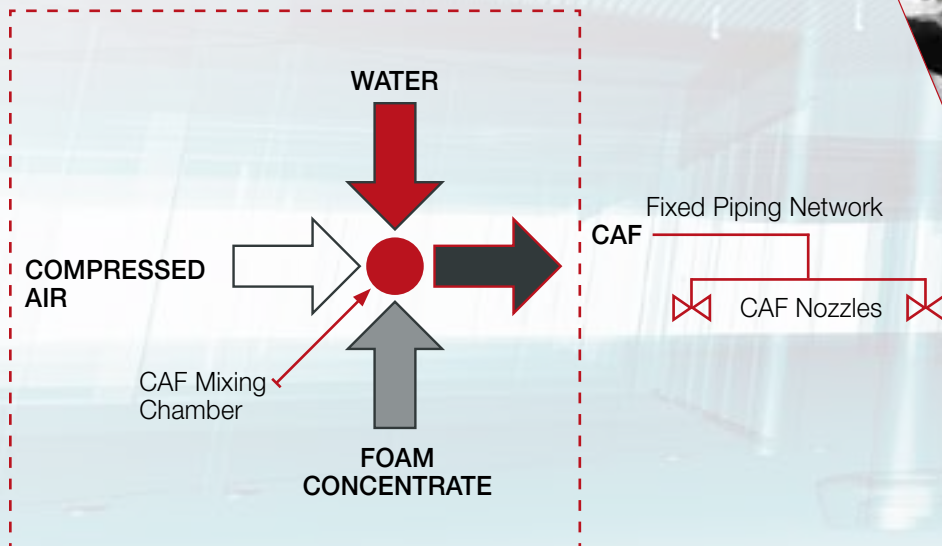 WATER
Fixed Piping Network
CAF
COMPRESSED
AIR
CAF Nozzles
CAF Mixing
Chamber
FOAM
CONCENTRATE